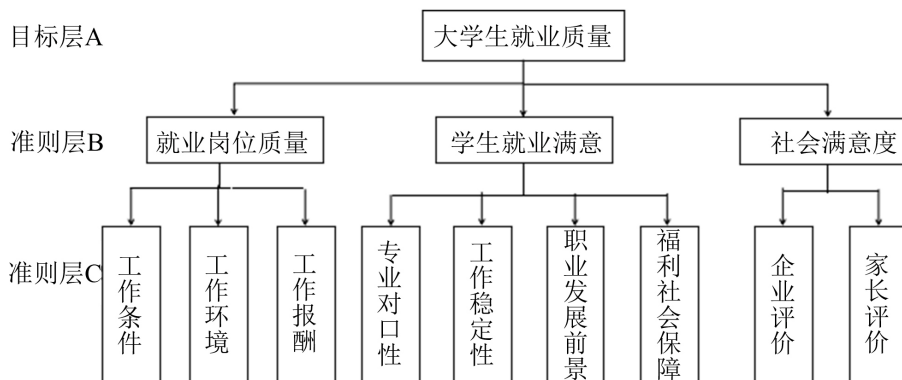 目标层A
大学生就业质量
准则层B
就业岗位质量
学生就业满意
社会满意度
准则层C
工作条件
工作环境
工作报酬
专业对口性
工作稳定性
职业发展前景
福利社会保障
企业评价
家长评价